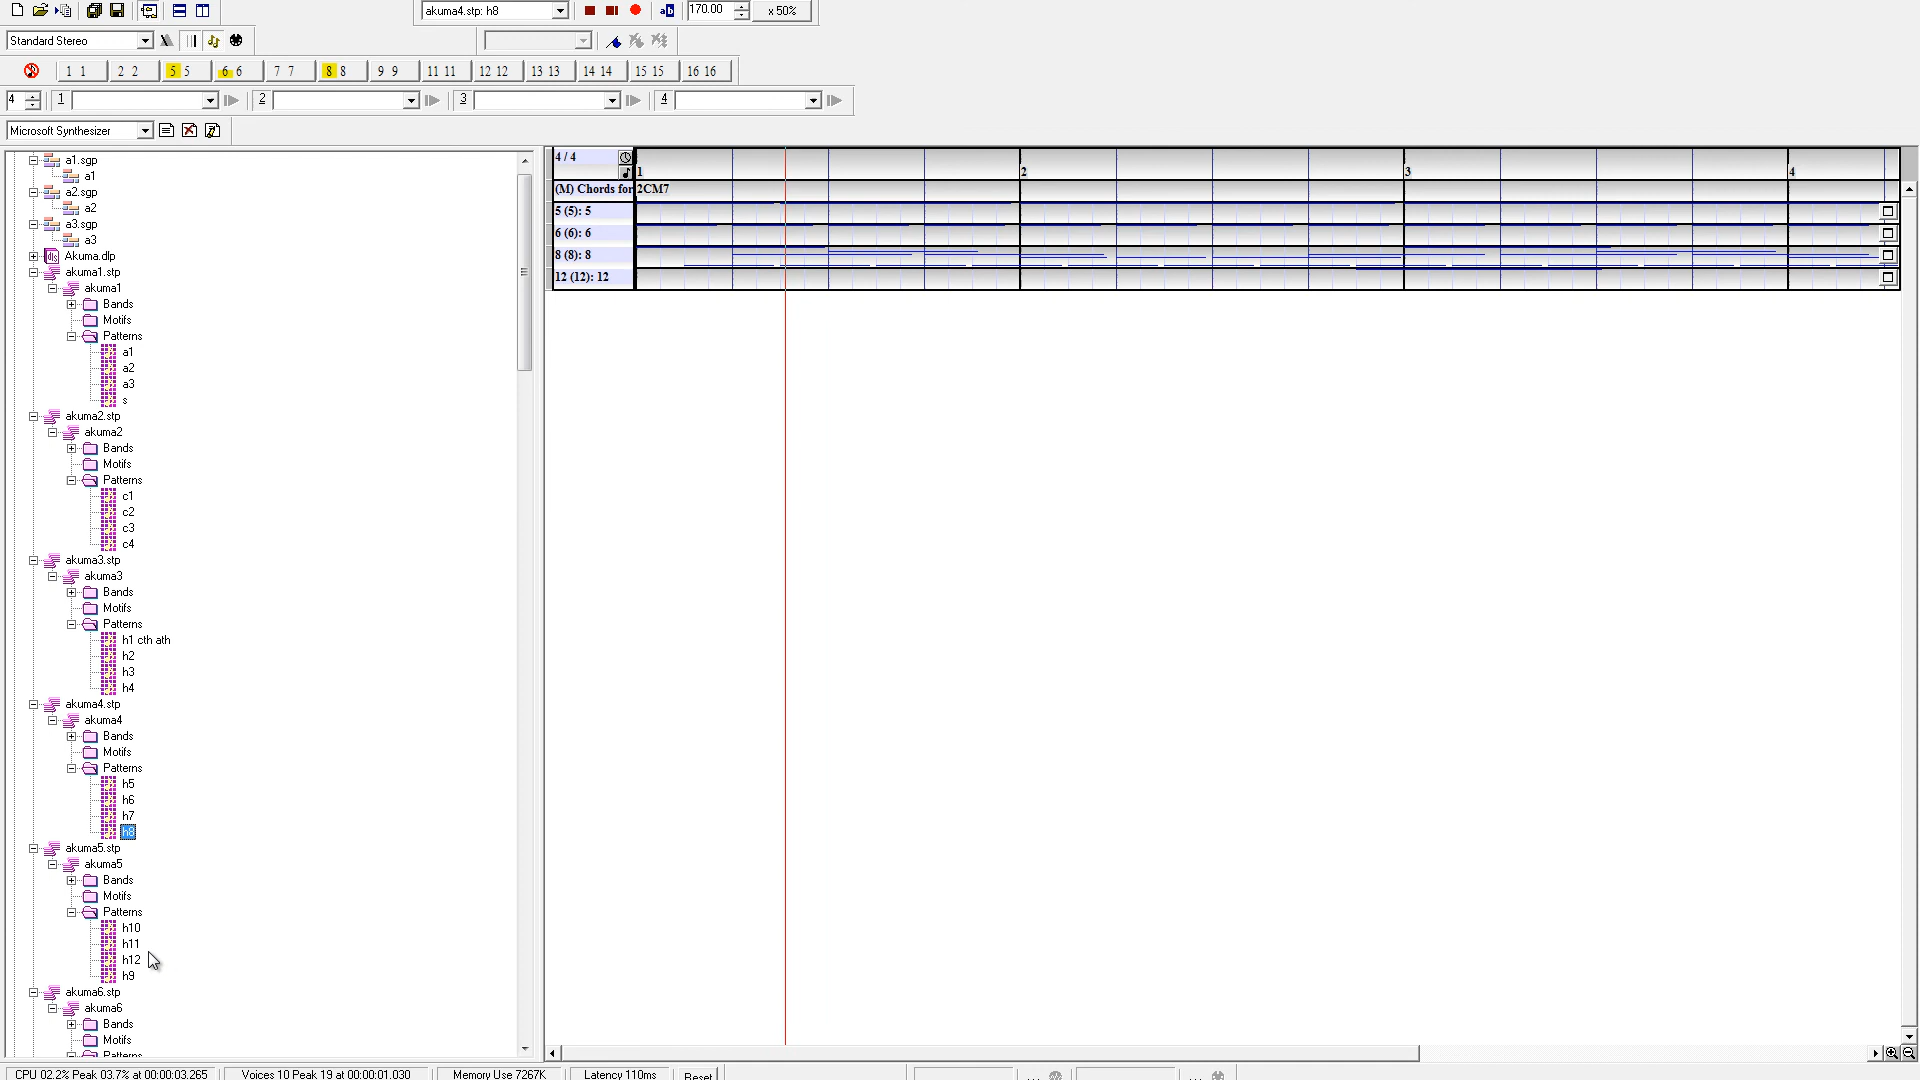 akuma4.stp: h8
170.00
x 50%
Standard Stereo
1 1
2 2
5 5
6 6
7 7
8 8
9 9
11 11
12 12
13 13
14 14
15 15
16 16
4
1
2
3
4
Microsoft Synthesizer
a1.sgp
a1
a2.sgp
a2
a3.sgp
a3
Akuma.dlp
akuma1.stp
akuma1
Bands
Motifs
Patterns
a1
a2
a3
s
akuma2.stp
akuma2
Bands
Motifs
Patterns
c1
c2
c3
c4
akuma3.stp
akuma3
Bands
Motifs
Patterns
h1 cth ath
h2
h3
h4
akuma4.stp
akuma4
Bands
Motifs
Patterns
h5
h6
h7
h8
akuma5.stp
akuma5
Bands
Motifs
Patterns
h10
h11
h12
h9
akuma6.stp
akuma6
Bands
Motifs
Patterns
4 / 4
1
2
3
4
(M) Chords for
2CM7
5 (5): 5
6 (6): 6
8 (8): 8
12 (12): 12
CPU 02.2% Peak 03.7% at 00:00:03.265
Voices 10 Peak 19 at 00:00:01.030
Memory Use 7267K
Latency 110ms
Reset